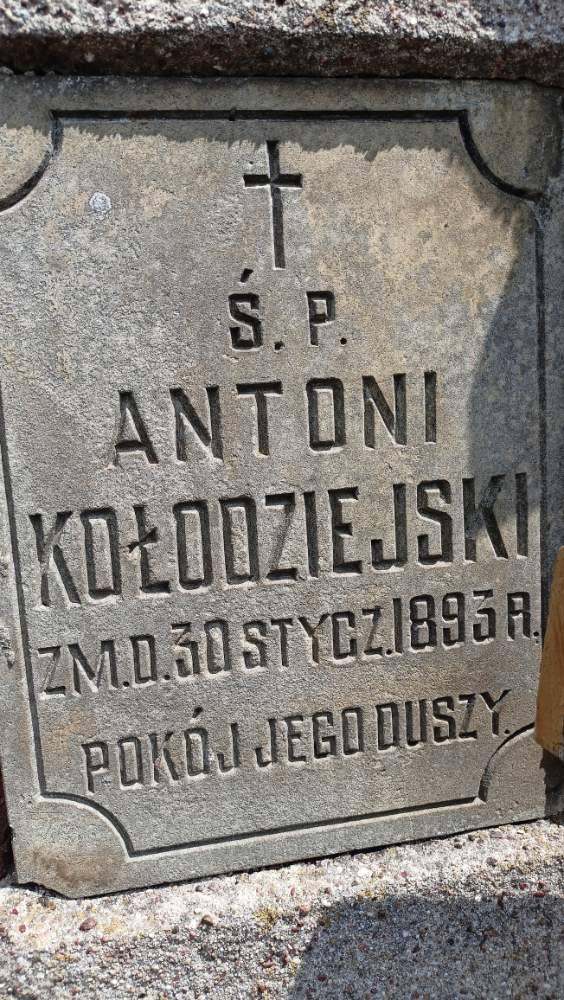 Ś. P.
ANTONI
KOŁODZIEJSKI
ZM. D. 30 STYCZ. 1893 R.
POKÓJ JEGO DUSZY.